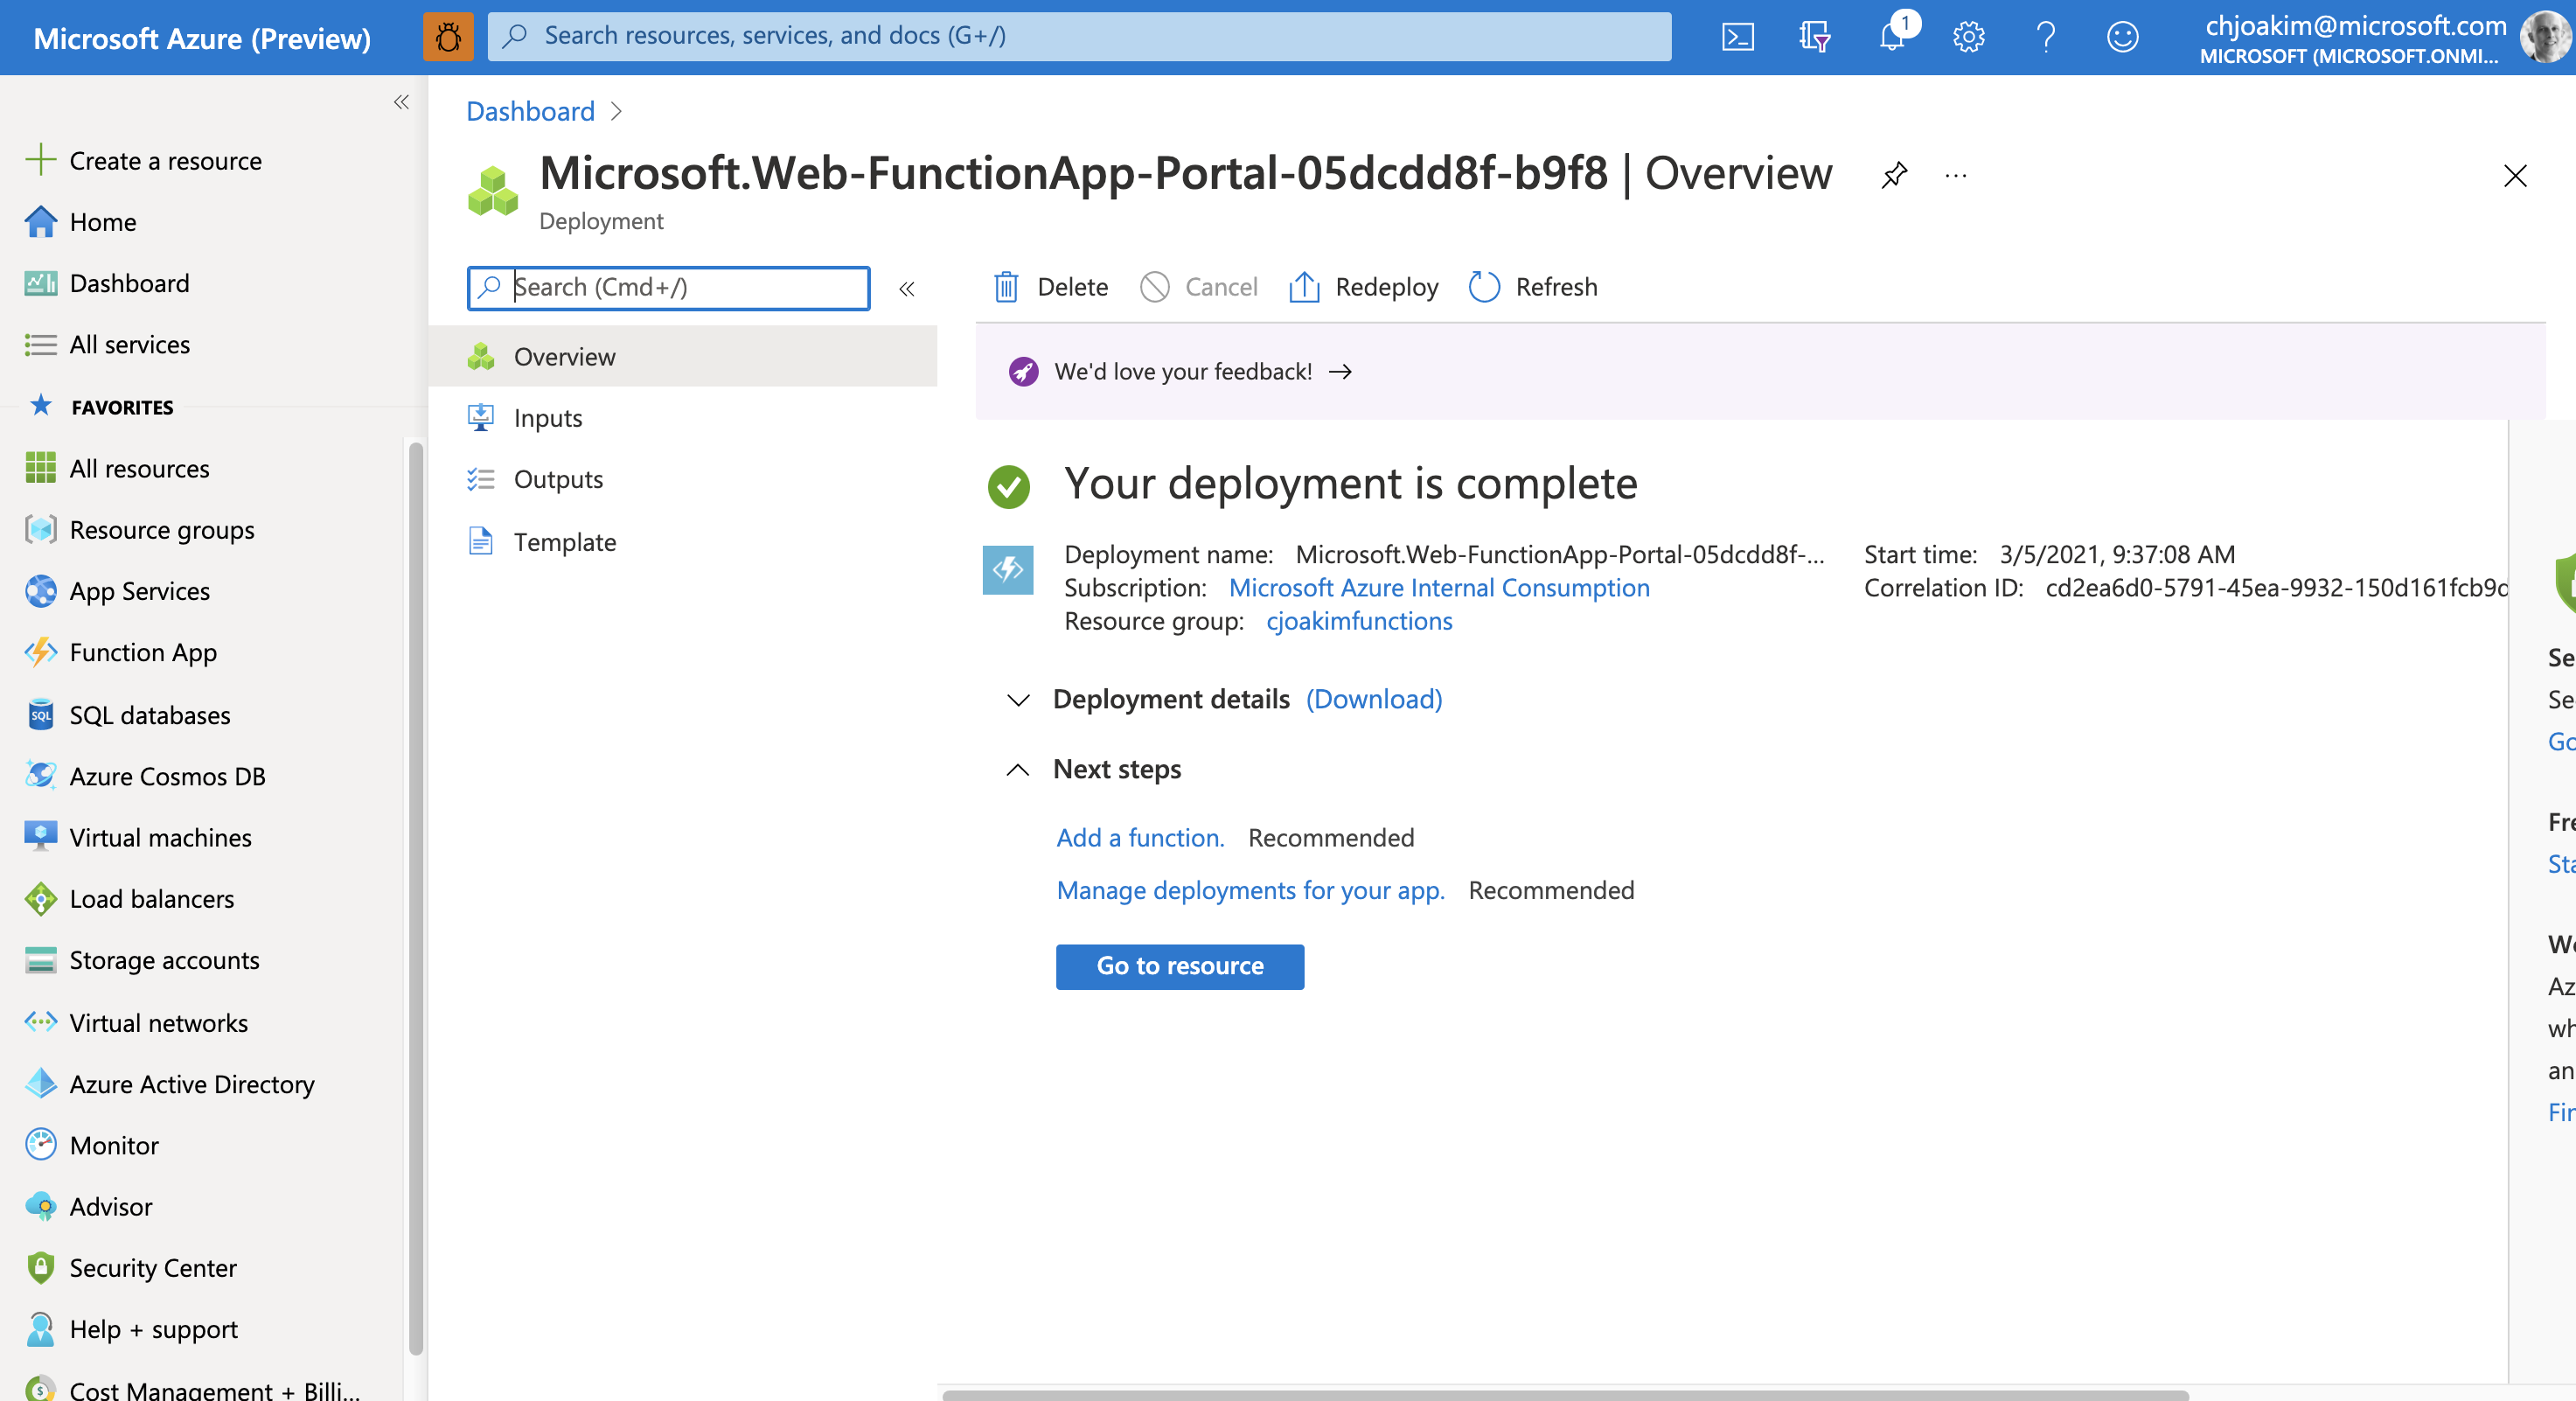 Microsoft Azure (Preview)
Search resources, services, and docs (G+/)
1
chjoakim@microsoft.com
MICROSOFT (MICROSOFT.ONMI...
Create a resource
Home
Dashboard
All services
FAVORITES
All resources
Resource groups
App Services
Function App
SQL
SQL databases
Azure Cosmos DB
Virtual machines
Load balancers
Storage accounts
Virtual networks
Azure Active Directory
Monitor
Advisor
Security Center
Help + support
Cost Management + Billi...
Dashboard
Microsoft.Web-FunctionApp-Portal-05dcdd8f-b9f8 | Overview
...
Deployment
Search (Cmd+/)
Overview
Inputs
Outputs
Template
Delete
Cancel
Redeploy
Refresh
We'd love your feedback! →
Your deployment is complete
Deployment name: Microsoft.Web-FunctionApp-Portal-05dcdd8f-...
Subscription: Microsoft Azure Internal Consumption
Resource group: cjoakimfunctions
Start time: 3/5/2021, 9:37:08 AM
Correlation ID: cd2ea6d0-5791-45ea-9932-150d161fcb9d
Deployment details (Download)
Next steps
Add a function. Recommended
Manage deployments for your app. Recommended
Go to resource
Se
Se
Go
Fre
Sta
We
Az
wh
an
Fin